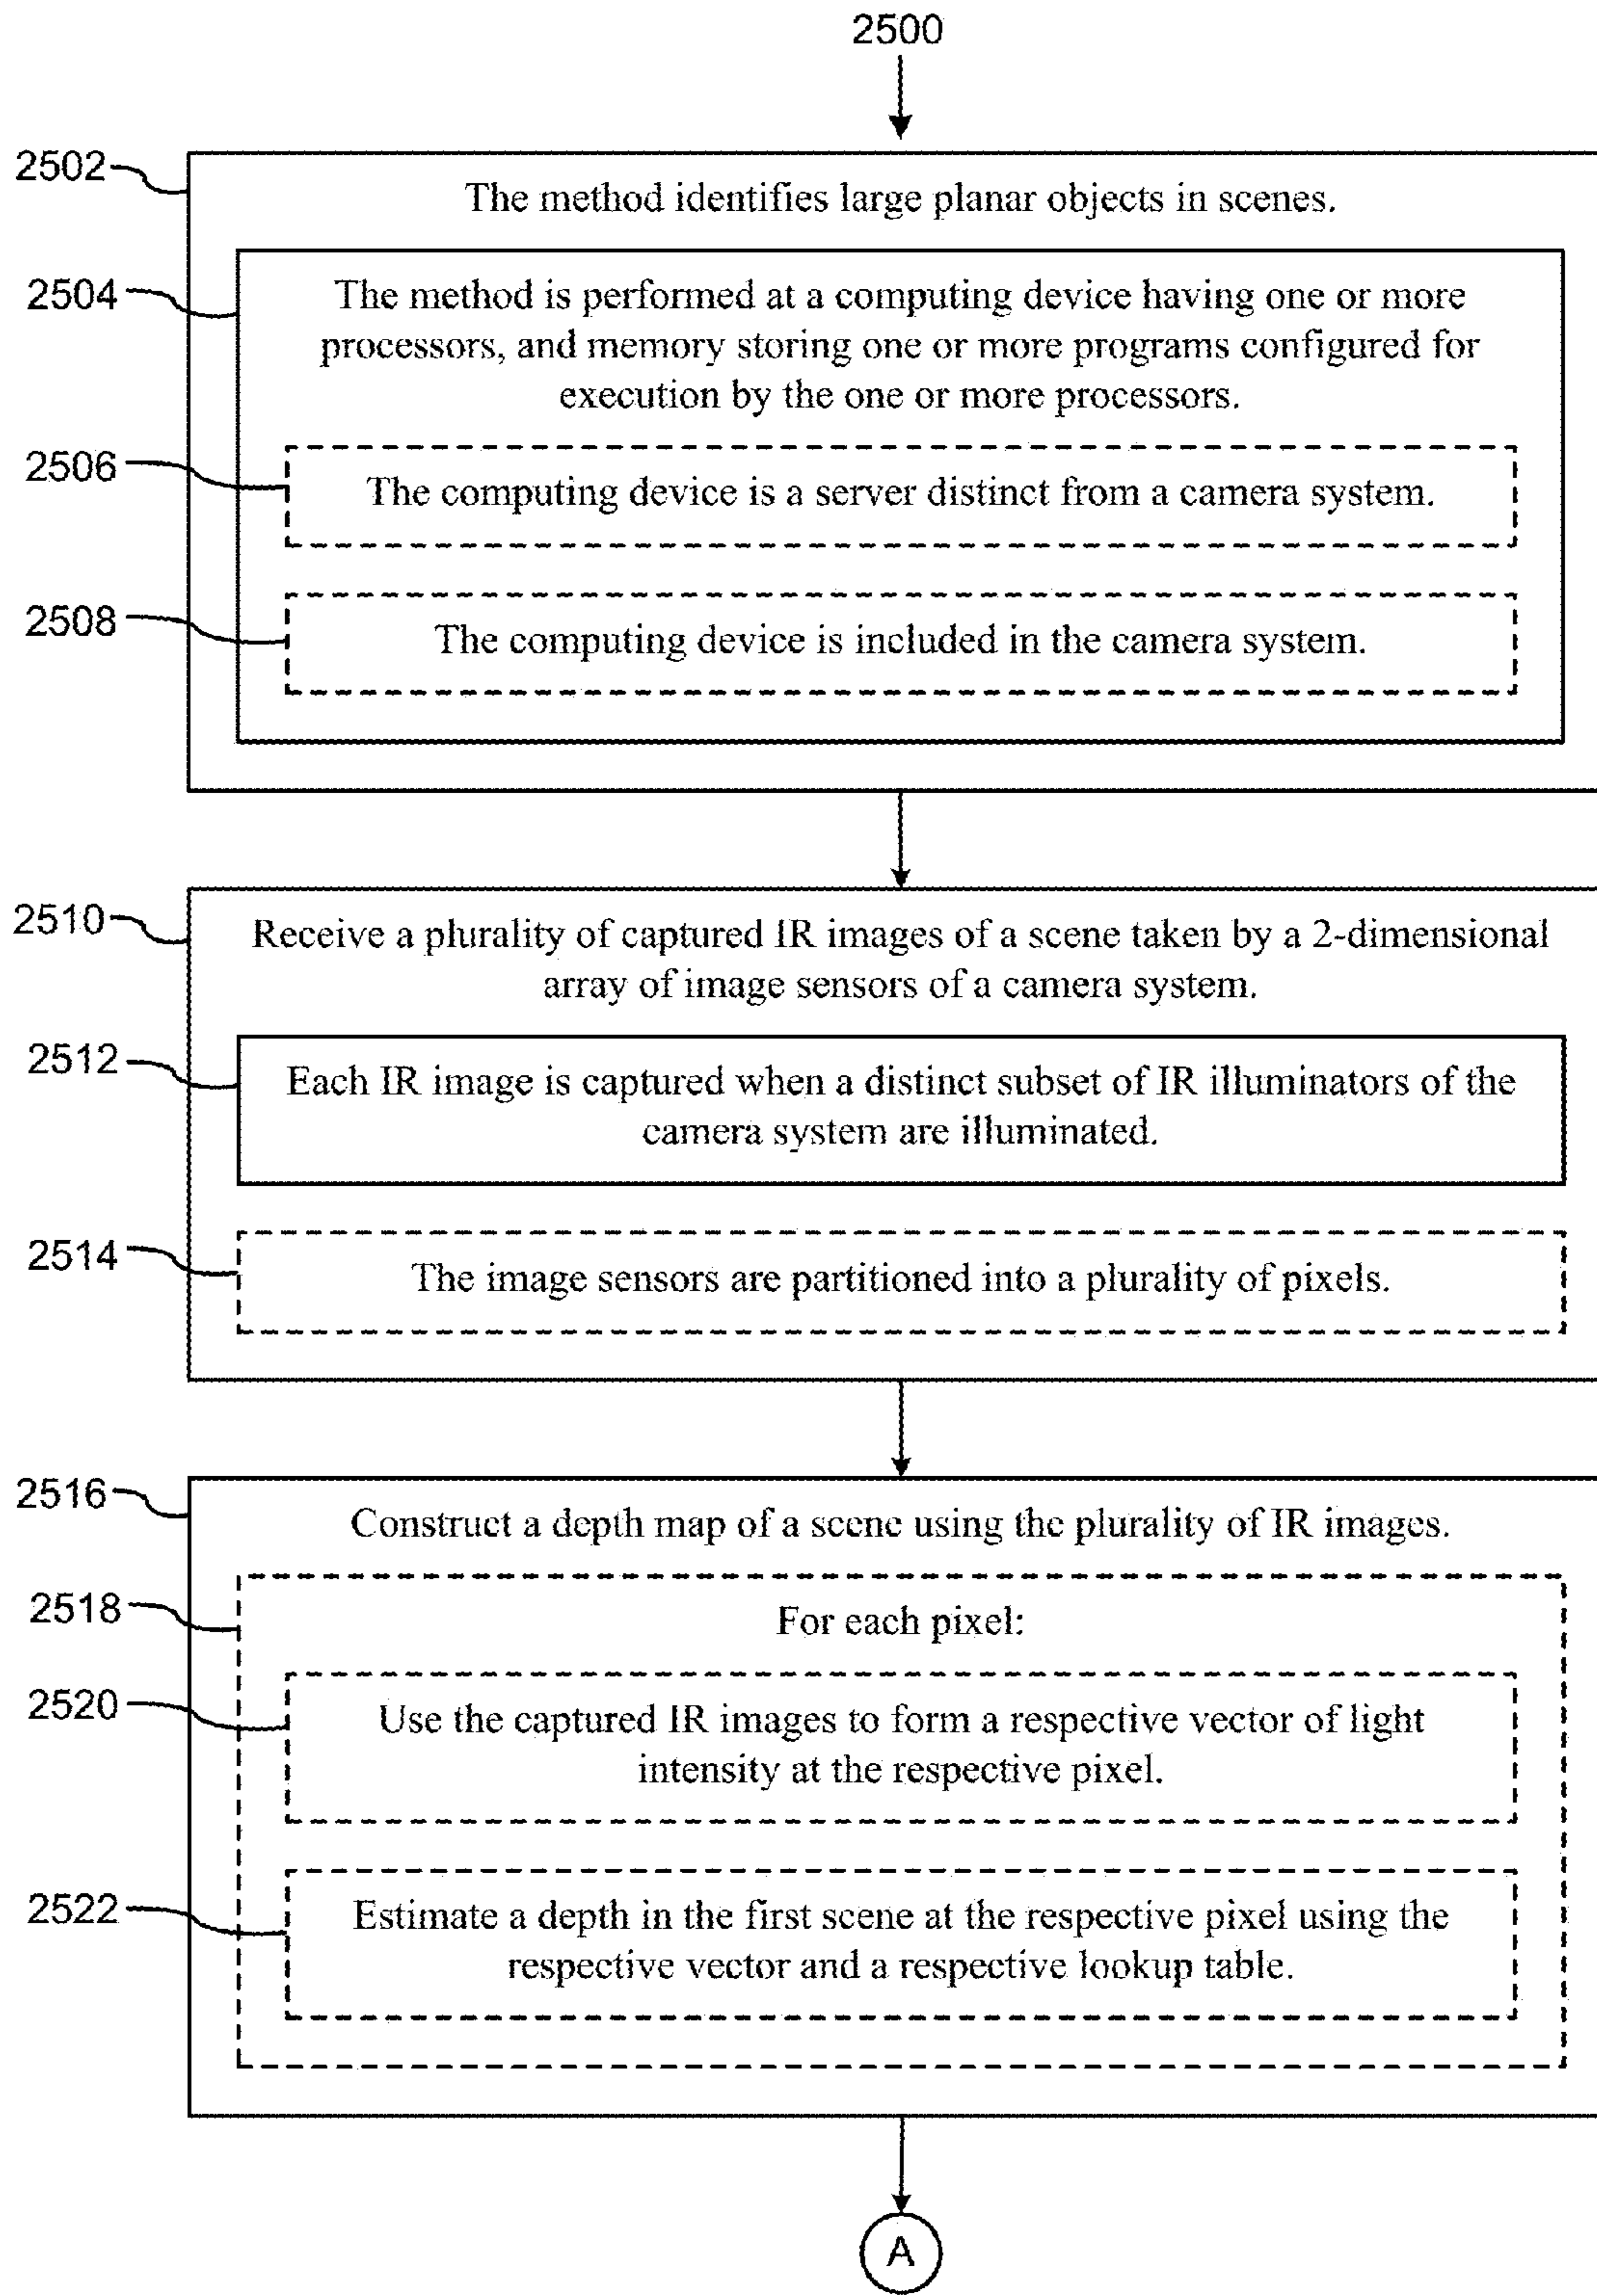 2500
2502
The method identifies large planar objects in scenes.
2504
The method is performed at a computing device having one or more
processors, and memory storing one or more programs configured for
execution by the one or more processors.
2506
The computing device is a server distinct from a camera system.
2508
The computing device is included in the camera system.
2510
Receive a plurality of captured IR images of a scene taken by a 2-dimensional
array of image sensors of a camera system.
2512
Each IR image is captured when a distinct subset of IR illuminators of the
camera system are illuminated.
2514
The image sensors are partitioned into a plurality of pixels.
2516
Construct a depth map of a scene using the plurality of IR images.
2518
For each pixel:
2520
Use the captured IR images to form a respective vector of light
intensity at the respective pixel.
2522
Estimate a depth in the first scene at the respective pixel using the
respective vector and a respective lookup table.
A